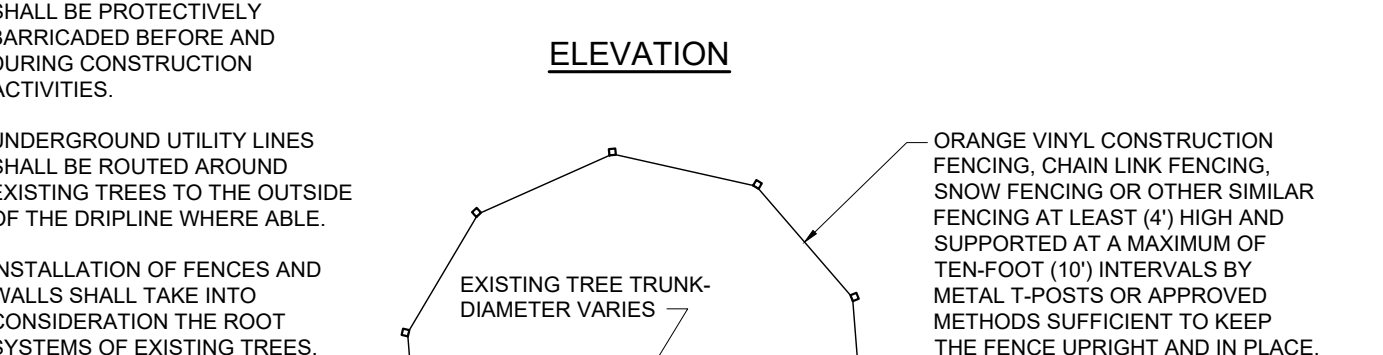 SHALL BE PROTECTIVELY
BARRICADED BEFORE AND
DURING CONSTRUCTION
ACTIVITIES.
UNDERGROUND UTILITY LINES
SHALL BE ROUTED AROUND
EXISTING TREES TO THE OUTSIDE
OF THE DRIPLINE WHERE ABLE.
INSTALLATION OF FENCES AND
WALLS SHALL TAKE INTO
CONSIDERATION THE ROOT
SYSTEMS OF EXISTING TREES.
ELEVATION
EXISTING TREE TRUNK-
DIAMETER VARIES
ORANGE VINYL CONSTRUCTION
FENCING, CHAIN LINK FENCING,
SNOW FENCING OR OTHER SIMILAR
FENCING AT LEAST (4') HIGH AND
SUPPORTED AT A MAXIMUM OF
TEN-FOOT (10') INTERVALS BY
METAL T-POSTS OR APPROVED
METHODS SUFFICIENT TO KEEP
THE FENCE UPRIGHT AND IN PLACE.